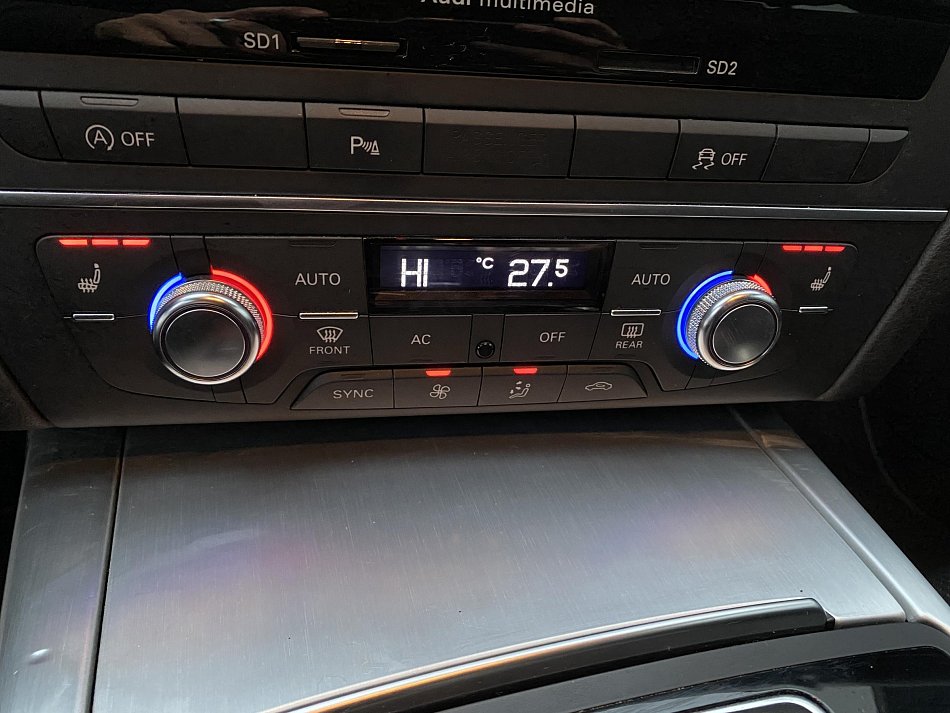 Audi multimedia
SD1
SD2
A OFF
P
OFF
AUTO
HI °C 27.5
AUTO
FRONT
AC
OFF
REAR
SYNC